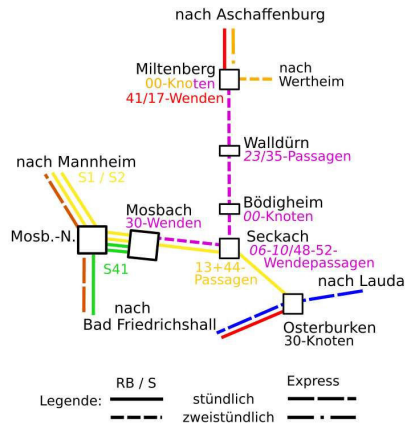 nach Aschaffenburg
Miltenberg
00-Knoten
41/17-Wenden
nach
Wertheim
Walldürn
23/35-Passagen
nach Mannheim
S1 / S2
Mosbach
30-Wenden
Bödigheim
00-Knoten
Mosb.-N.
Seckach
06-10/48-52-
Wendepassagen
S41
13+44-
Passagen
nach Lauda
nach
Bad Friedrichshall
Osterburken
30-Knoten
RB / S
Express
Legende:
stündlich
zweistündlich